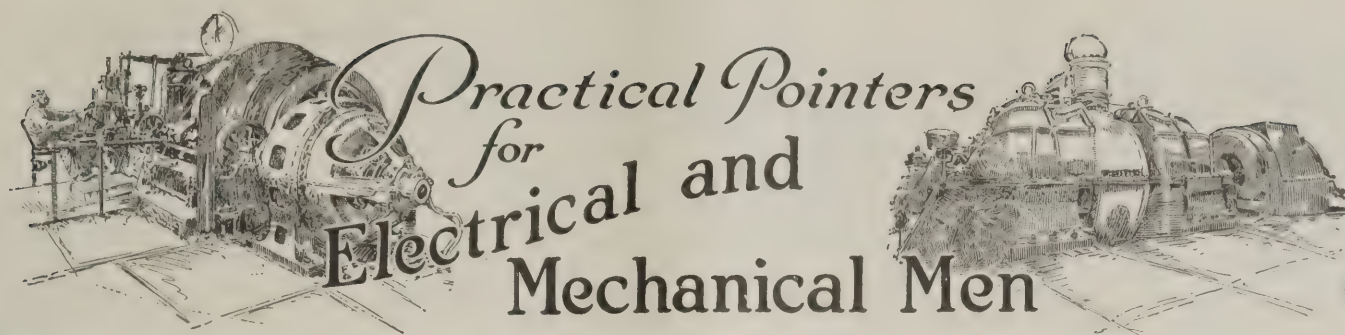 Practical Pointers
for
Electrical and
Mechanical Men